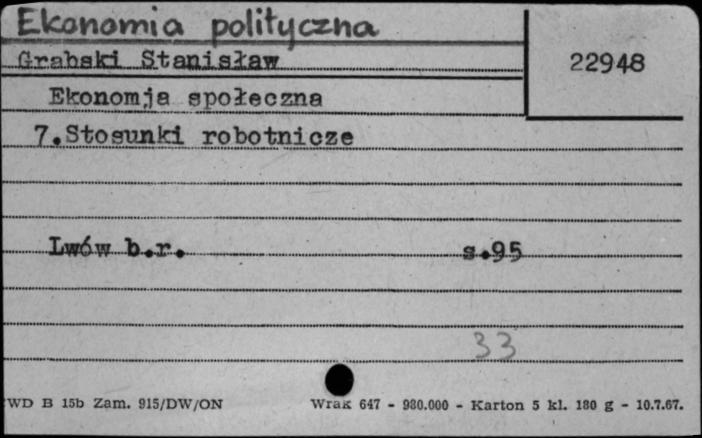 Ekonomia polityczna
22948
Grabski Stanisław
Ekonomja społeczna
7.Stosunki robotnicze
Lwów b.r. s.95
33
WD B 15b Zam. 915/DW/ON Wrak 647 - 980.000 - Karton 5 kl. 180 g - 10.7.67.